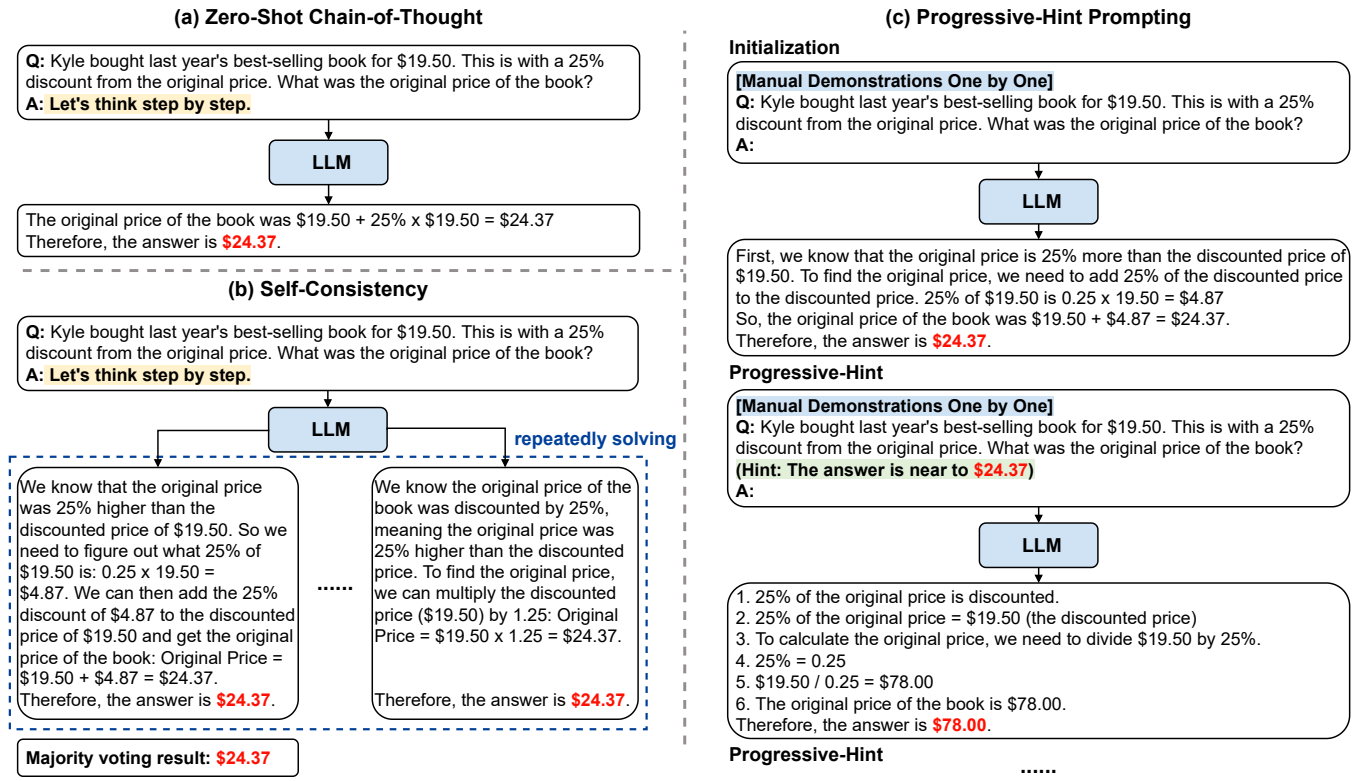 (a) Zero-Shot Chain-of-Thought
Q: Kyle bought last year's best-selling book for $19.50. This is with a 25%
discount from the original price. What was the original price of the book?
A: Let's think step by step.
LLM
The original price of the book was $19.50 + 25% x $19.50 = $24.37
Therefore, the answer is $24.37.
(b) Self-Consistency
Q: Kyle bought last year's best-selling book for $19.50. This is with a 25%
discount from the original price. What was the original price of the book?
A: Let's think step by step.
LLM
repeatedly solving
We know that the original price
was 25% higher than the
discounted price of $19.50. So we
need to figure out what 25% of
$19.50 is: 0.25 x 19.50 =
$4.87. We can then add the 25%
discount of $4.87 to the discounted
price of $19.50 and get the original
price of the book: Original Price =
$19.50 + $4.87 = $24.37.
Therefore, the answer is $24.37.
......
We know the original price of the
book was discounted by 25%,
meaning the original price was
25% higher than the discounted
price. To find the original price,
we can multiply the discounted
price ($19.50) by 1.25: Original
Price = $19.50 x 1.25 = $24.37.
Therefore, the answer is $24.37.
Majority voting result: $24.37
(c) Progressive-Hint Prompting
Initialization
[Manual Demonstrations One by One]
Q: Kyle bought last year's best-selling book for $19.50. This is with a 25%
discount from the original price. What was the original price of the book?
A:
LLM
First, we know that the original price is 25% more than the discounted price of
$19.50. To find the original price, we need to add 25% of the discounted price
to the discounted price. 25% of $19.50 is 0.25 x 19.50 = $4.87
So, the original price of the book was $19.50 + $4.87 = $24.37.
Therefore, the answer is $24.37.
Progressive-Hint
[Manual Demonstrations One by One]
Q: Kyle bought last year's best-selling book for $19.50. This is with a 25%
discount from the original price. What was the original price of the book?
(Hint: The answer is near to $24.37)
A:
LLM
1. 25% of the original price is discounted.
2. 25% of the original price = $19.50 (the discounted price)
3. To calculate the original price, we need to divide $19.50 by 25%.
4. 25% = 0.25
5. $19.50 / 0.25 = $78.00
6. The original price of the book is $78.00.
Therefore, the answer is $78.00.
Progressive-Hint
......